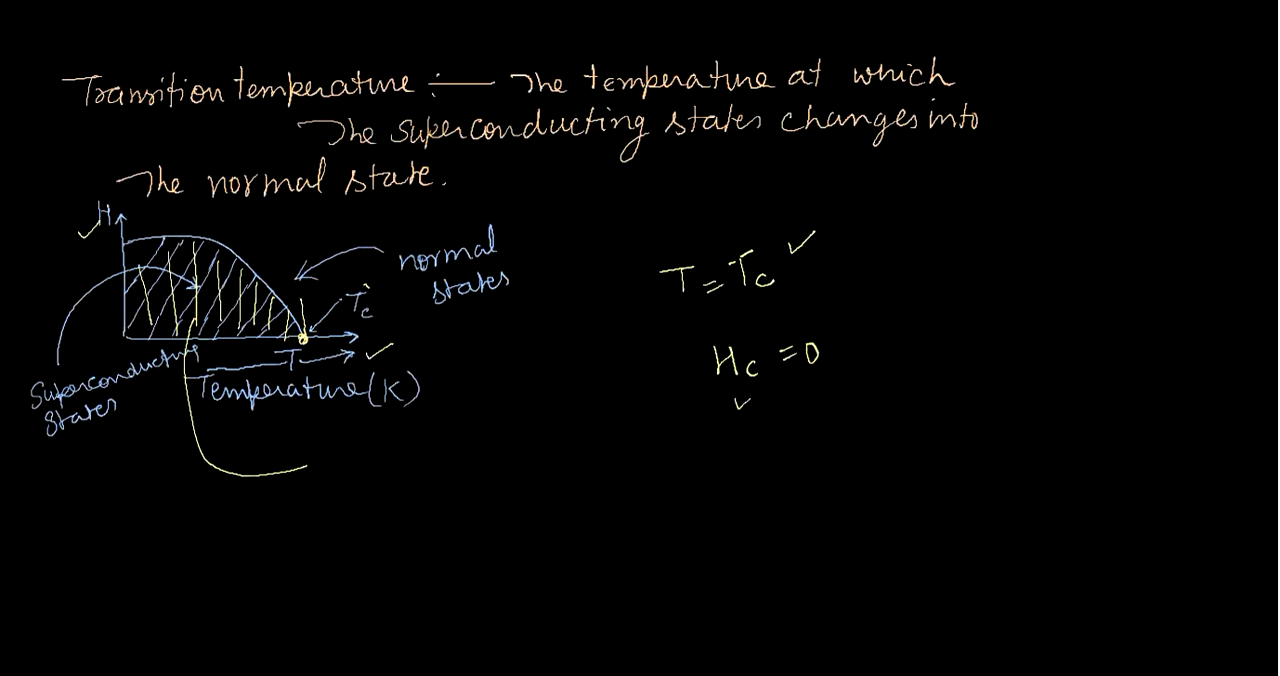 Transition temperature :— The temperature at which
The superconducting states changes into
The normal state.
H
normal
states
Tc
T = Tc
Hc = 0
T
Superconducting
states
Temperature (K)